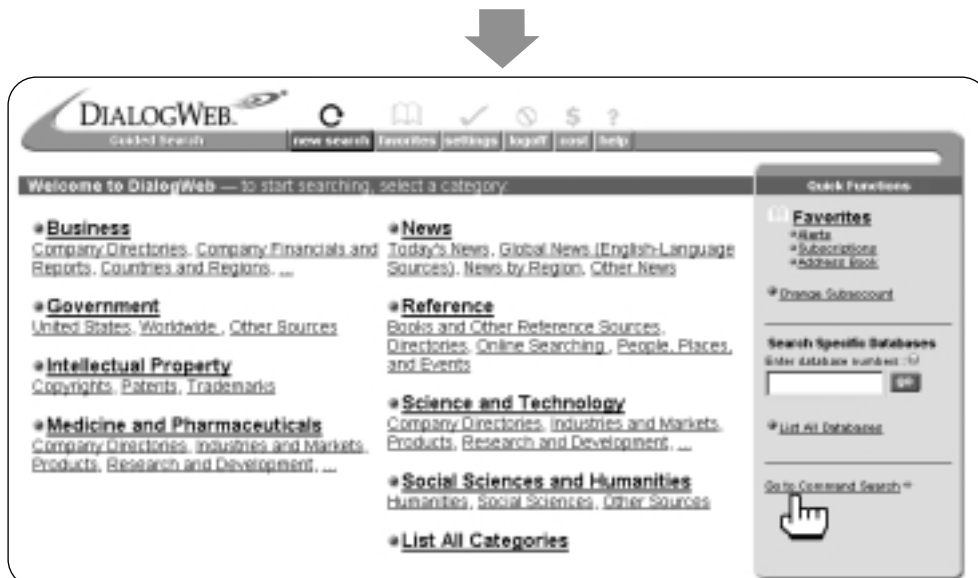 DIALOGWEB.
Guided Search
new search favorites settings logoff cost help
$ ?
Welcome to DialogWeb — to start searching, select a category:
Business
Company Directories, Company Financials and
Reports, Countries and Regions, ...
Government
United States, Worldwide , Other Sources
Intellectual Property
Copyrights, Patents, Trademarks
Medicine and Pharmaceuticals
Company Directories, Industries and Markets,
Products, Research and Development, ...
News
Today's News, Global News (English-Language
Sources), News by Region, Other News
Reference
Books and Other Reference Sources,
Directories, Online Searching , People, Places,
and Events
Science and Technology
Company Directories, Industries and Markets,
Products, Research and Development, ...
Social Sciences and Humanities
Humanities, Social Sciences, Other Sources
List All Categories
Quick Functions
Favorites
Alerts
Subscriptions
Address Book
Change Subaccount
Search Specific Databases
Enter database numbers :
go
List All Databases
Go to Command Search